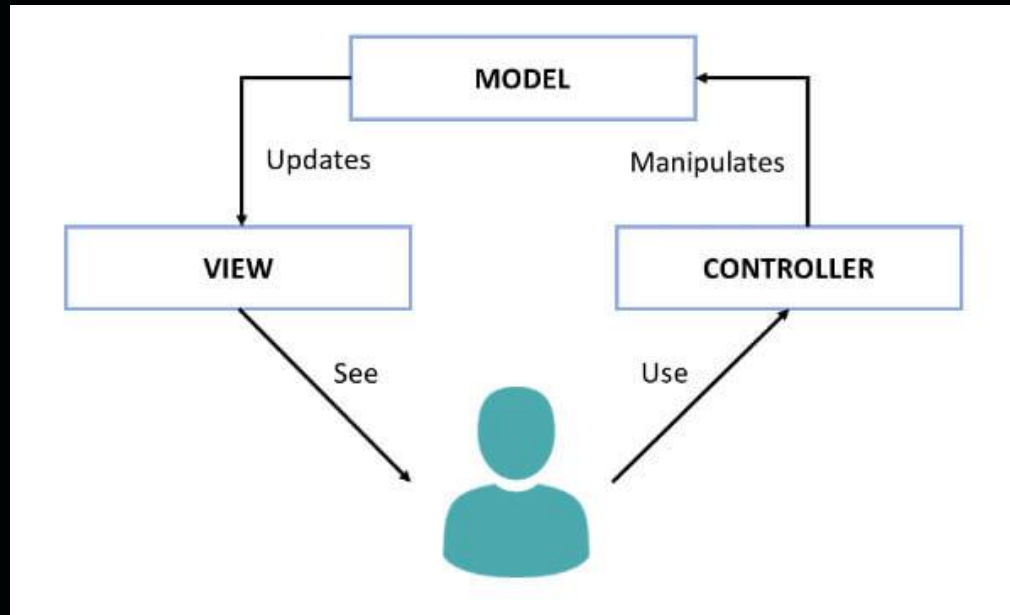 MODEL
Updates
Manipulates
VIEW
CONTROLLER
See
Use